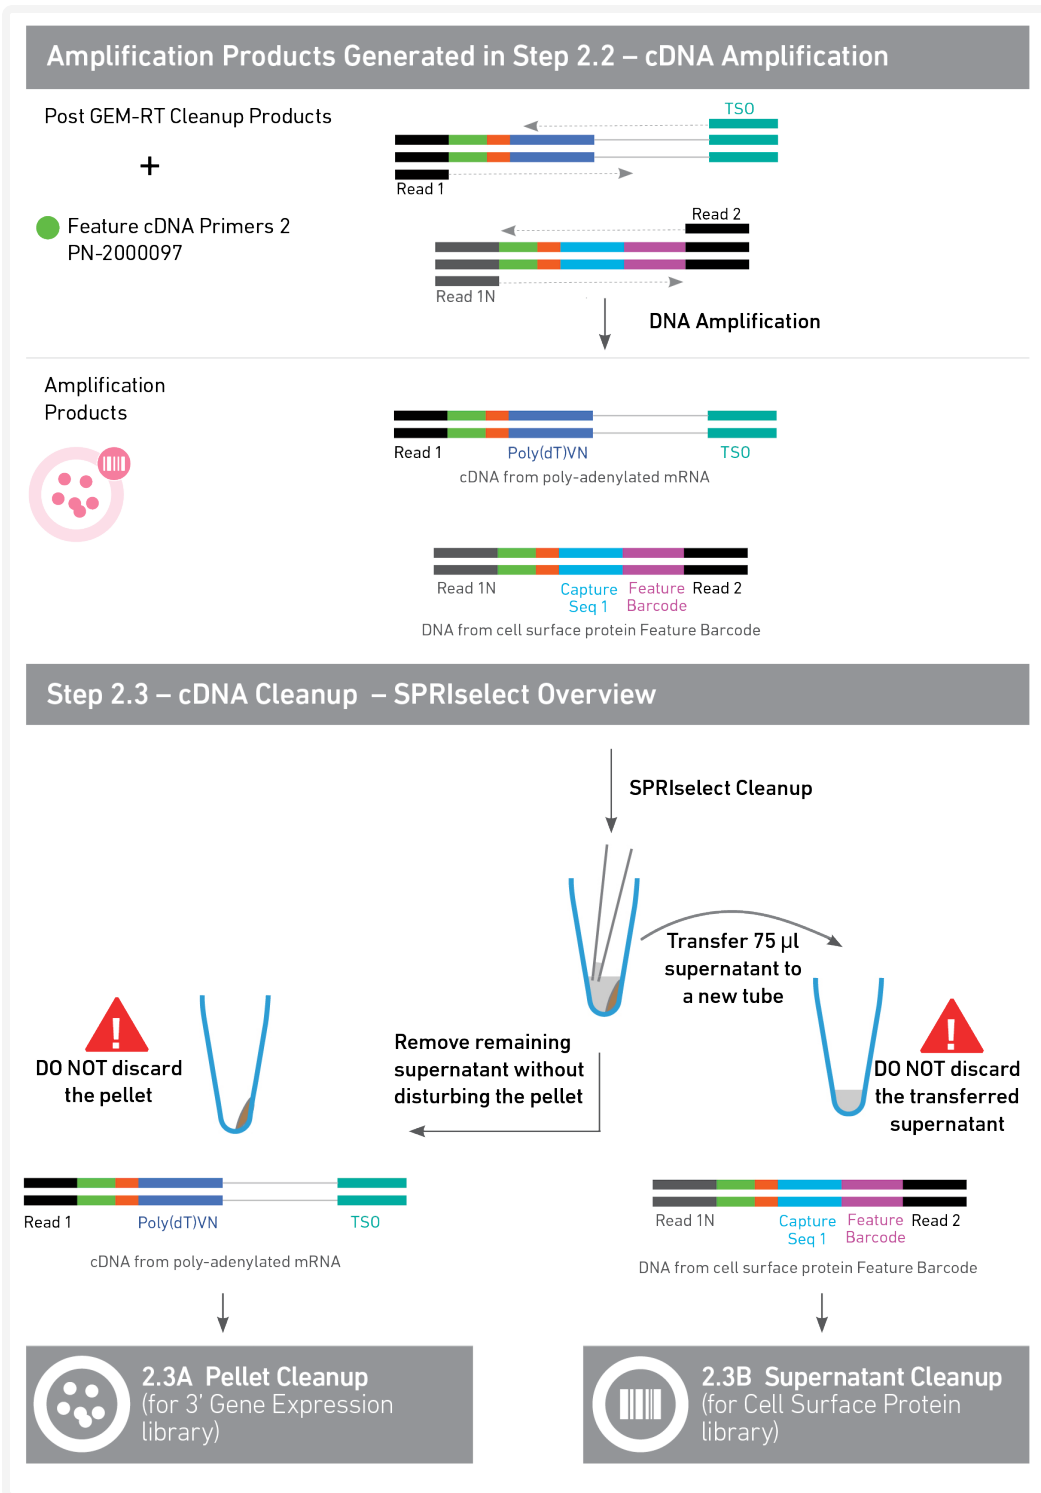 Amplification Products Generated in Step 2.2 – cDNA Amplification
Post GEM-RT Cleanup Products
+
Feature cDNA Primers 2
PN-2000097
TSO
Read 1
Read 2
Read 1N
DNA Amplification
Amplification
Products
Read 1 Poly(dT)VN TSO
cDNA from poly-adenylated mRNA
Read 1N Capture Feature Read 2
Seq 1 Barcode
DNA from cell surface protein Feature Barcode
Step 2.3 – cDNA Cleanup – SPRIselect Overview
SPRIselect Cleanup
Transfer 75 µl
supernatant to
a new tube
!
DO NOT discard
the pellet
Remove remaining
supernatant without
disturbing the pellet
!
DO NOT discard
the transferred
supernatant
Read 1 Poly(dT)VN TSO
cDNA from poly-adenylated mRNA
Read 1N Capture Feature Read 2
Seq 1 Barcode
DNA from cell surface protein Feature Barcode
2.3A Pellet Cleanup
(for 3’ Gene Expression
library)
2.3B Supernatant Cleanup
(for Cell Surface Protein
library)